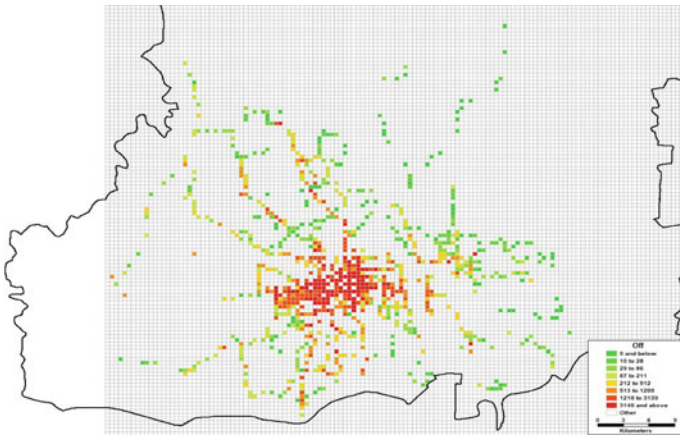 Off
9 and below
10 to 28
29 to 86
87 to 211
212 to 512
513 to 1209
1210 to 3139
3140 and above
Other
Kilometers